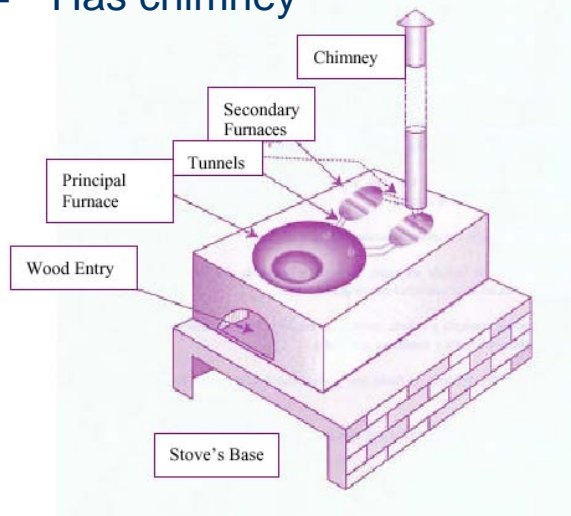 - Has chimney
Chimney
Secondary
Furnaces
Tunnels
Principal
Furnace
Wood Entry
Stove's Base